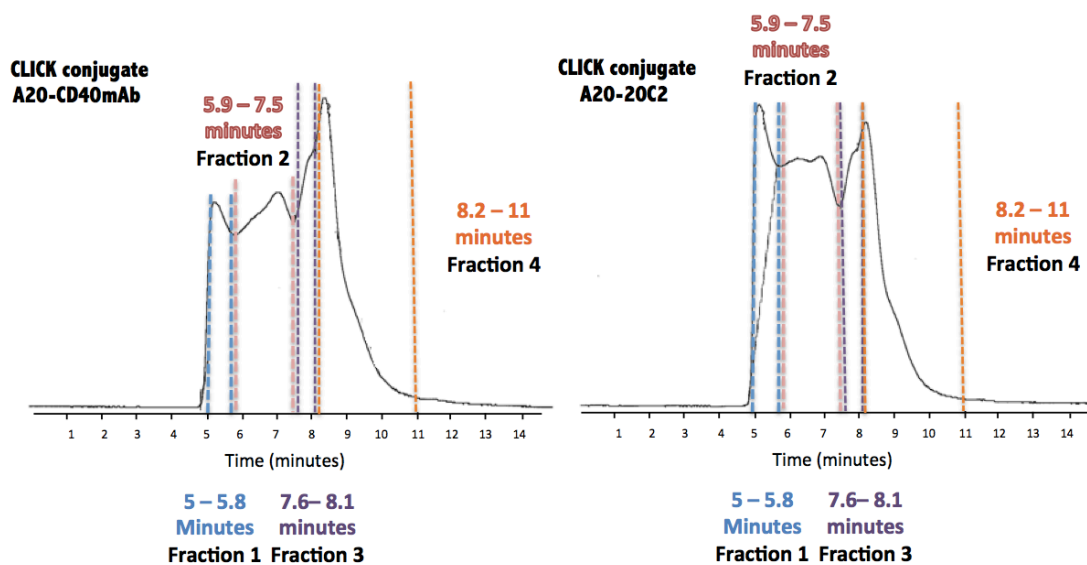 CLICK conjugate
A20-CD40mAb
5.9 – 7.5
minutes
Fraction 2
8.2 – 11
minutes
Fraction 4
1 2 3 4 5 6 7 8 9 10 11 12 13 14
Time (minutes)
5 – 5.8
Minutes
Fraction 1
7.6– 8.1
minutes
Fraction 3
CLICK conjugate
A20-20C2
5.9 – 7.5
minutes
Fraction 2
8.2 – 11
minutes
Fraction 4
1 2 3 4 5 6 7 8 9 10 11 12 13 14
Time (minutes)
5 – 5.8
Minutes
Fraction 1
7.6– 8.1
minutes
Fraction 3